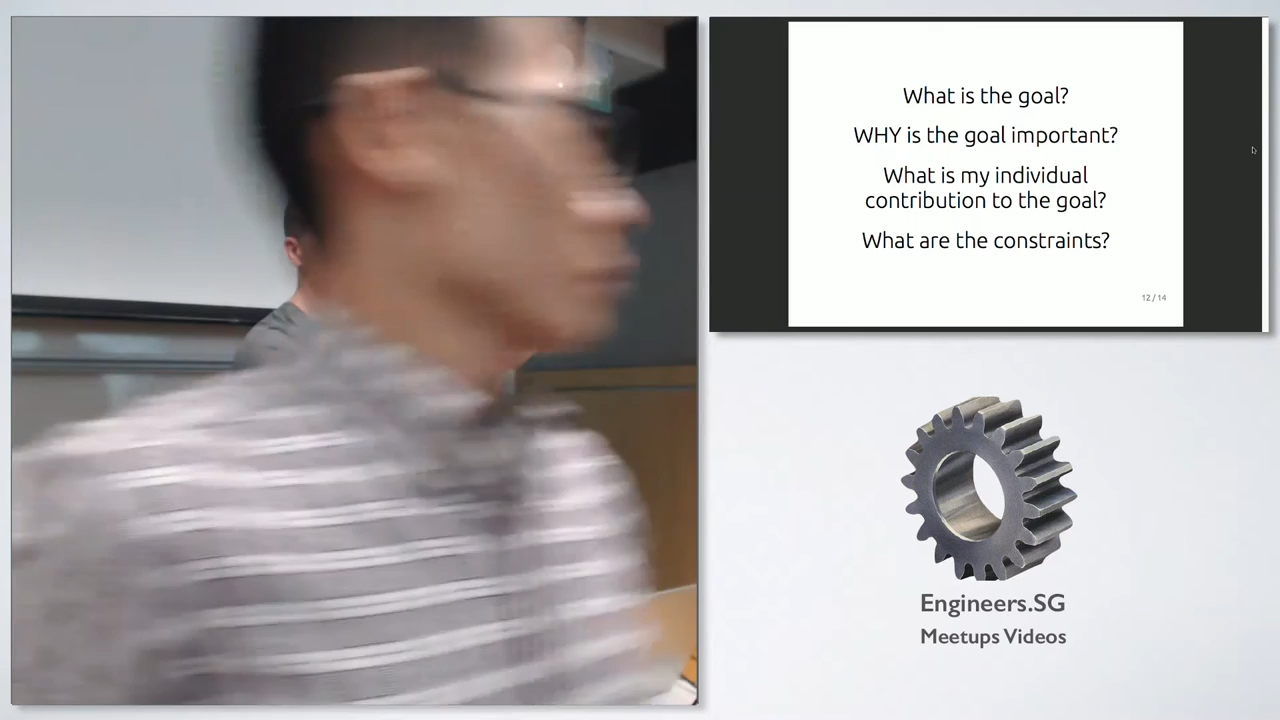 What is the goal?
WHY is the goal important?
What is my individual
contribution to the goal?
What are the constraints?
12 / 14
Engineers.SG
Meetups Videos